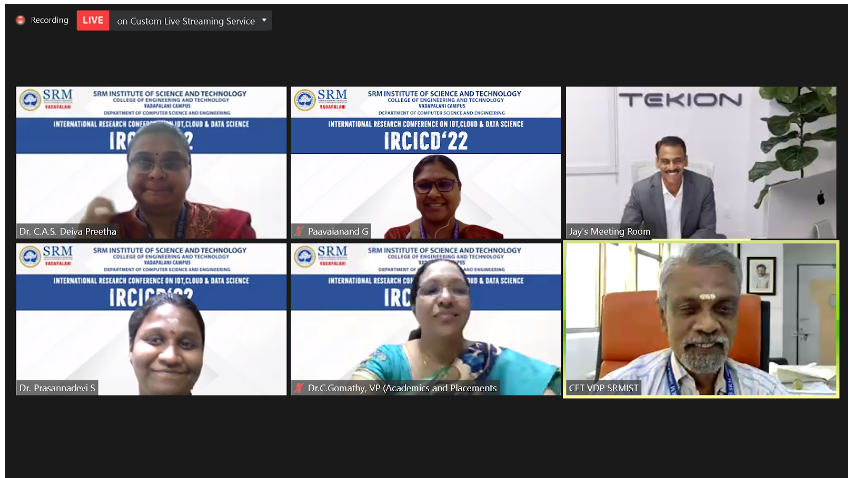 Recording
LIVE on Custom Live Streaming Service
SRM
VADAPALANI
SRM INSTITUTE OF SCIENCE AND TECHNOLOGY
COLLEGE OF ENGINEERING AND TECHNOLOGY
VADAPALANI CAMPUS
DEPARTMENT OF COMPUTER SCIENCE AND ENGINEERING
INTERNATIONAL RESEARCH CONFERENCE ON IOT, CLOUD & DATA SCIENCE
Dr. C.A.S. Deiva Preetha
SRM
VADAPALANI
SRM INSTITUTE OF SCIENCE AND TECHNOLOGY
COLLEGE OF ENGINEERING AND TECHNOLOGY
VADAPALANI CAMPUS
DEPARTMENT OF COMPUTER SCIENCE AND ENGINEERING
INTERNATIONAL RESEARCH CONFERENCE ON IOT, CLOUD & DATA SCIENCE
IRCICD'22
Paavaianand G
TEKION
Jay's Meeting Room
SRM
VADAPALANI
SRM INSTITUTE OF SCIENCE AND TECHNOLOGY
COLLEGE OF ENGINEERING AND TECHNOLOGY
VADAPALANI CAMPUS
DEPARTMENT OF COMPUTER SCIENCE AND ENGINEERING
INTERNATIONAL RESEARCH CONFERENCE ON IOT, CLOUD & DATA SCIENCE
IRCICD'22
Dr. Prasannadevi S
SRM
VADAPALANI
SRM INSTITUTE OF SCIENCE AND TECHNOLOGY
COLLEGE OF ENGINEERING AND TECHNOLOGY
DEPARTMENT OF COMPUTER SCIENCE AND ENGINEERING
INTERNATIONAL RESEARCH CONFERENCE ON IOT, CLOUD & DATA SCIENCE
Dr.C.Gomathy, VP (Academics and Placements
CET VDP SRMIST